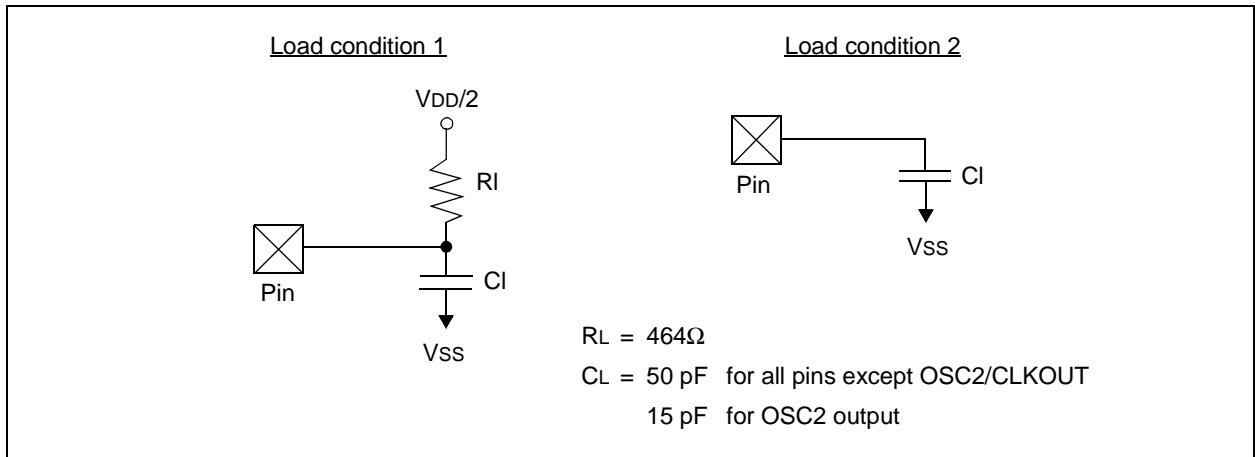 Load condition 1
VDD/2
Rl
Pin
Cl
VSS
Load condition 2
Pin
Cl
VSS
RL = 464Ω
CL = 50 pF for all pins except OSC2/CLKOUT
15 pF for OSC2 output